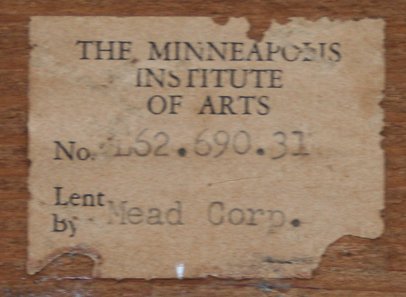 THE MINNEAPOLIS
INSTITUTE
OF ARTS
No. L62.690.31
Lent
By Mead Corp.